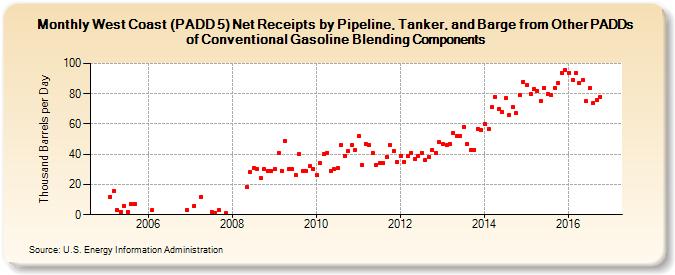 Monthly West Coast (PADD 5) Net Receipts by Pipeline, Tanker, and Barge from Other PADDs
of Conventional Gasoline Blending Components
Thousand Barrels per Day
100
80
60
40
20
0
2006 2008 2010 2012 2014 2016
Source: U.S. Energy Information Administration